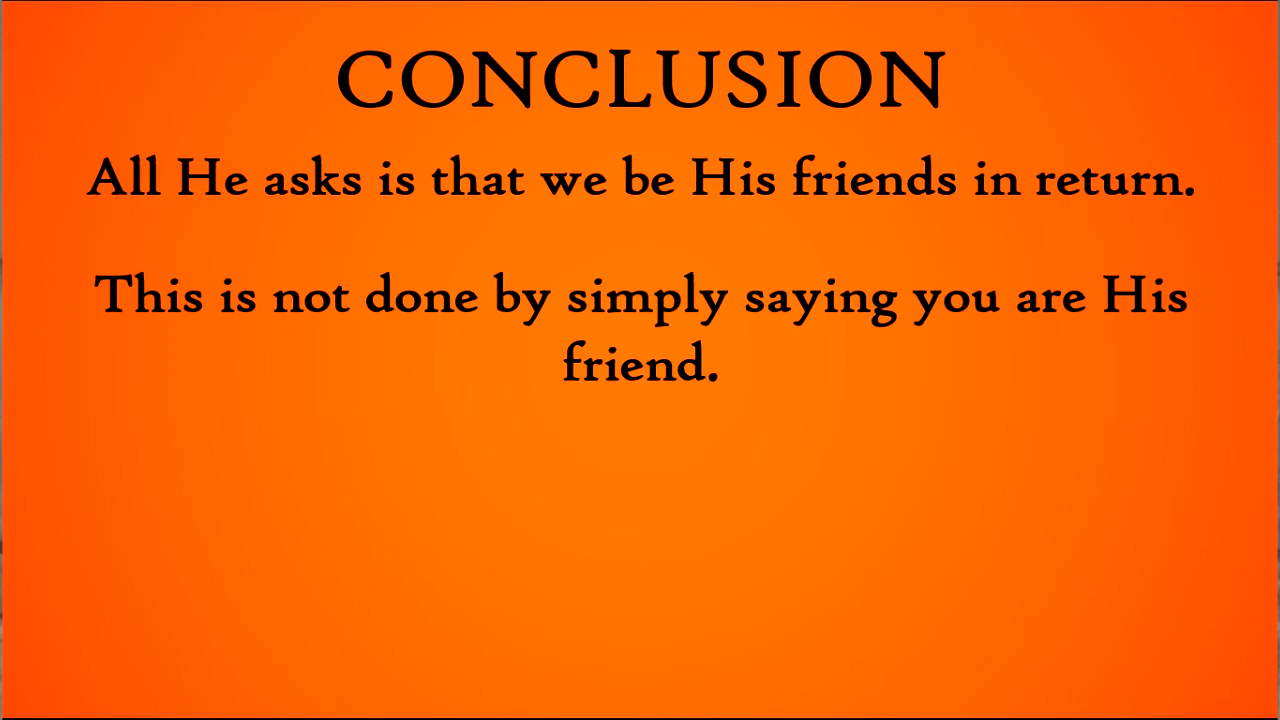 CONCLUSION
All He asks is that we be His friends in return.
This is not done by simply saying you are His
friend.